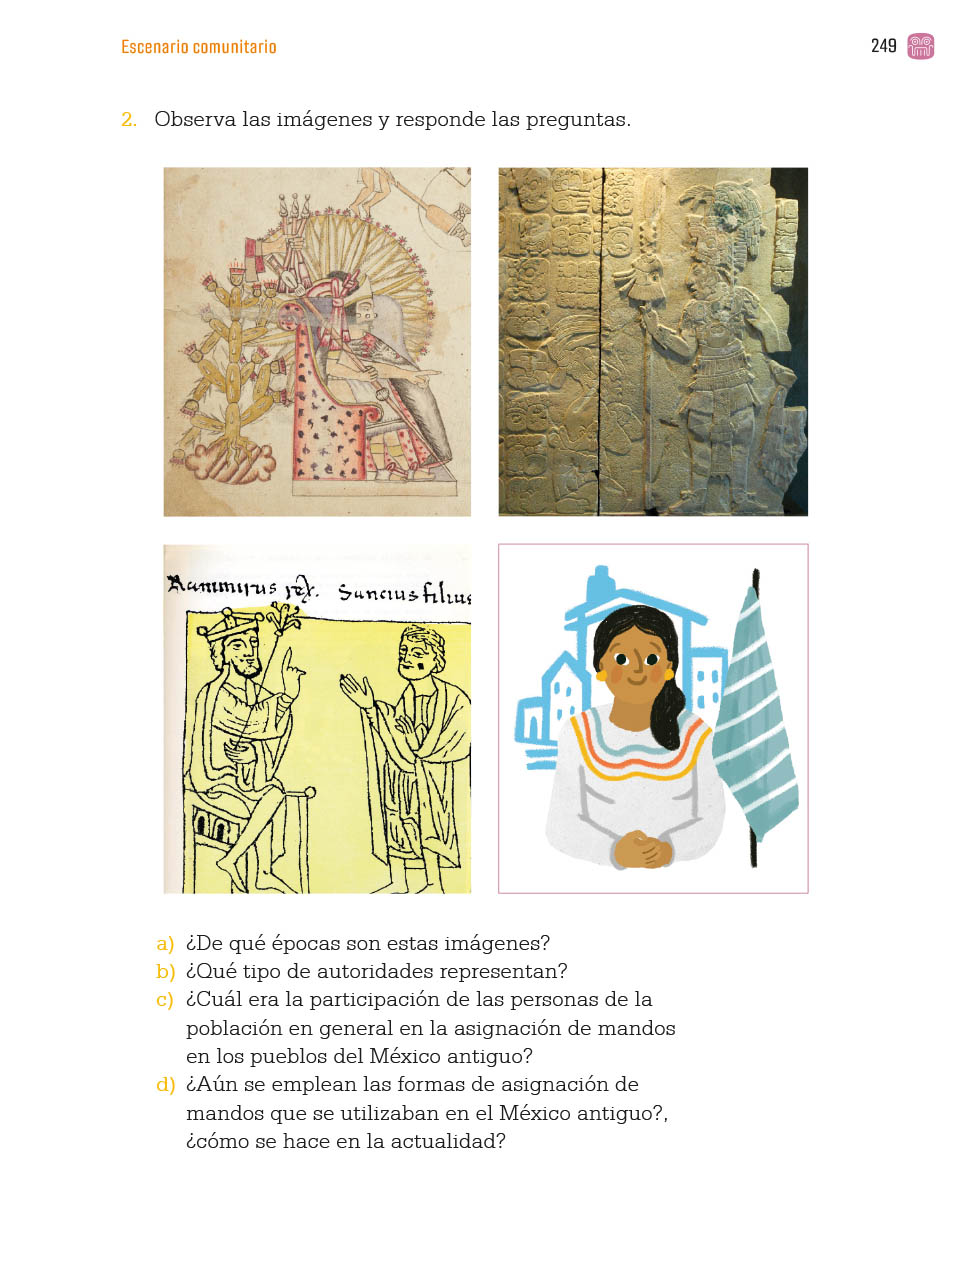 Escenario comunitario
249
2. Observa las imágenes y responde las preguntas.
Rammirus rex. Sancius filius
a) ¿De qué épocas son estas imágenes?
b) ¿Qué tipo de autoridades representan?
c) ¿Cuál era la participación de las personas de la
población en general en la asignación de mandos
en los pueblos del México antiguo?
d) ¿Aún se emplean las formas de asignación de
mandos que se utilizaban en el México antiguo?,
¿cómo se hace en la actualidad?